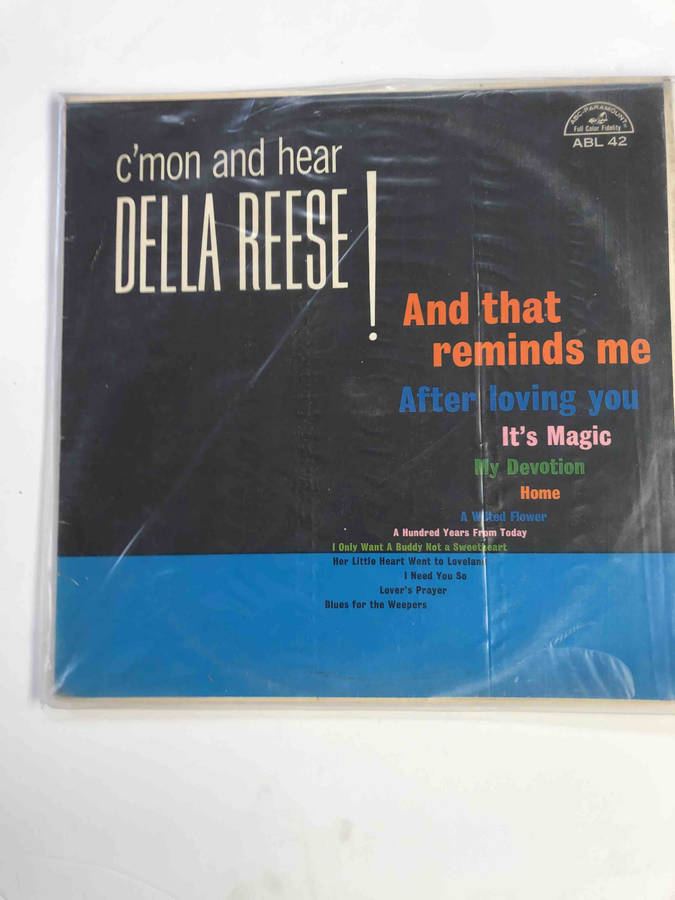 c'mon and hear
DELLA REESE!
ABC-PARAMOUNT
Full Color Fidelity
ABL 42
And that
reminds me
After loving you
It's Magic
My Devotion
Home
A Wilted Flower
A Hundred Years From Today
I Only Want A Buddy Not a Sweetheart
Her Little Heart Went to Loveland
I Need You So
Lover's Prayer
Blues for the Weepers